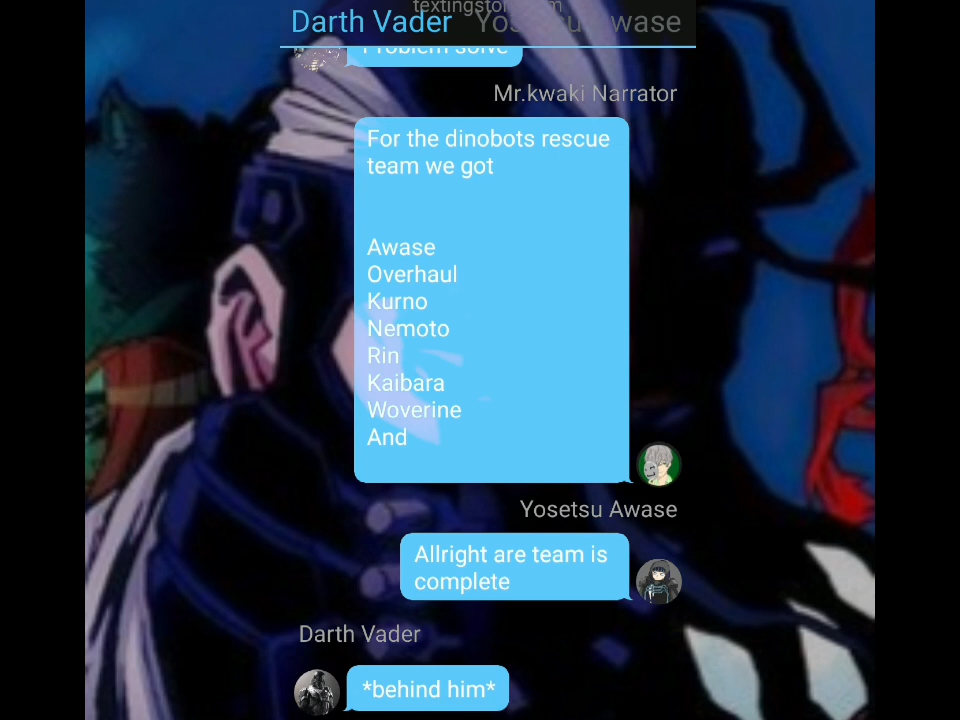 Darth Vader
Mr.kwaki Narrator
For the dinobots rescue
team we got
Awase
Overhaul
Kurno
Nemoto
Rin
Kaibara
Woverine
And
Yosetsu Awase
Allright are team is
complete
Darth Vader
*behind him*